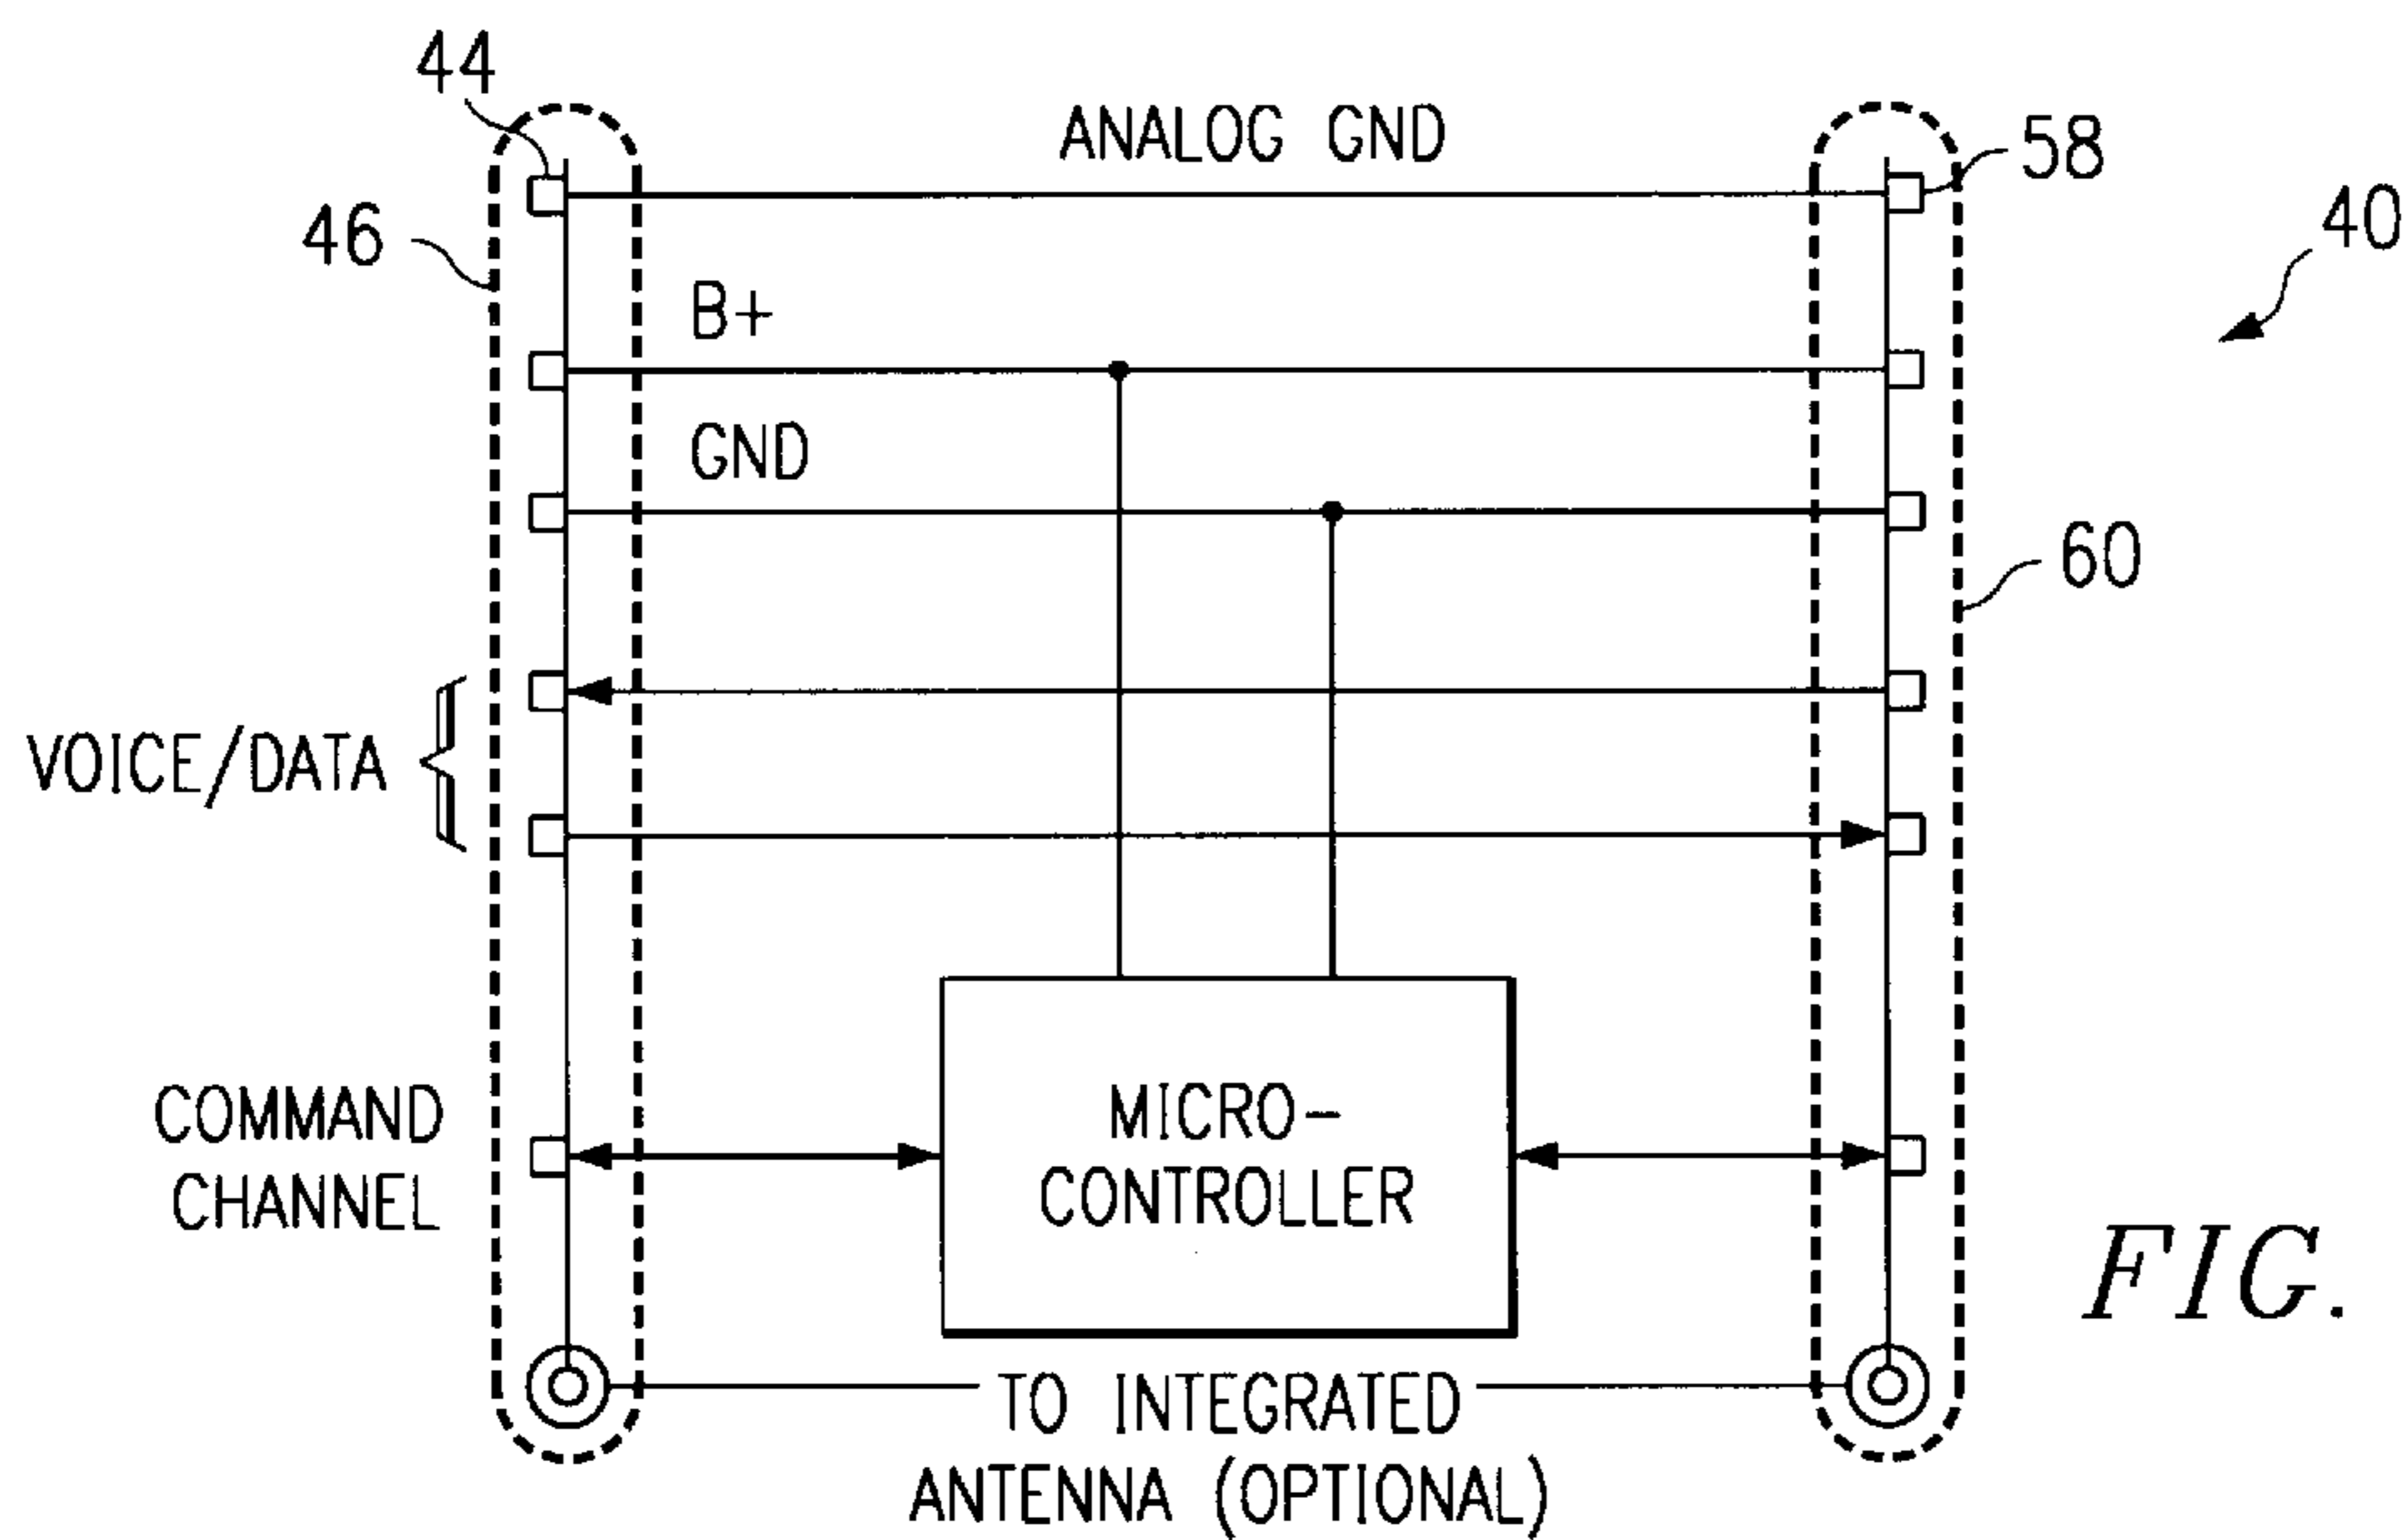 44
ANALOG GND
58
46
40
B+
GND
60
VOICE/DATA
COMMAND
CHANNEL
MICRO-
CONTROLLER
FIG.
TO INTEGRATED
ANTENNA (OPTIONAL)